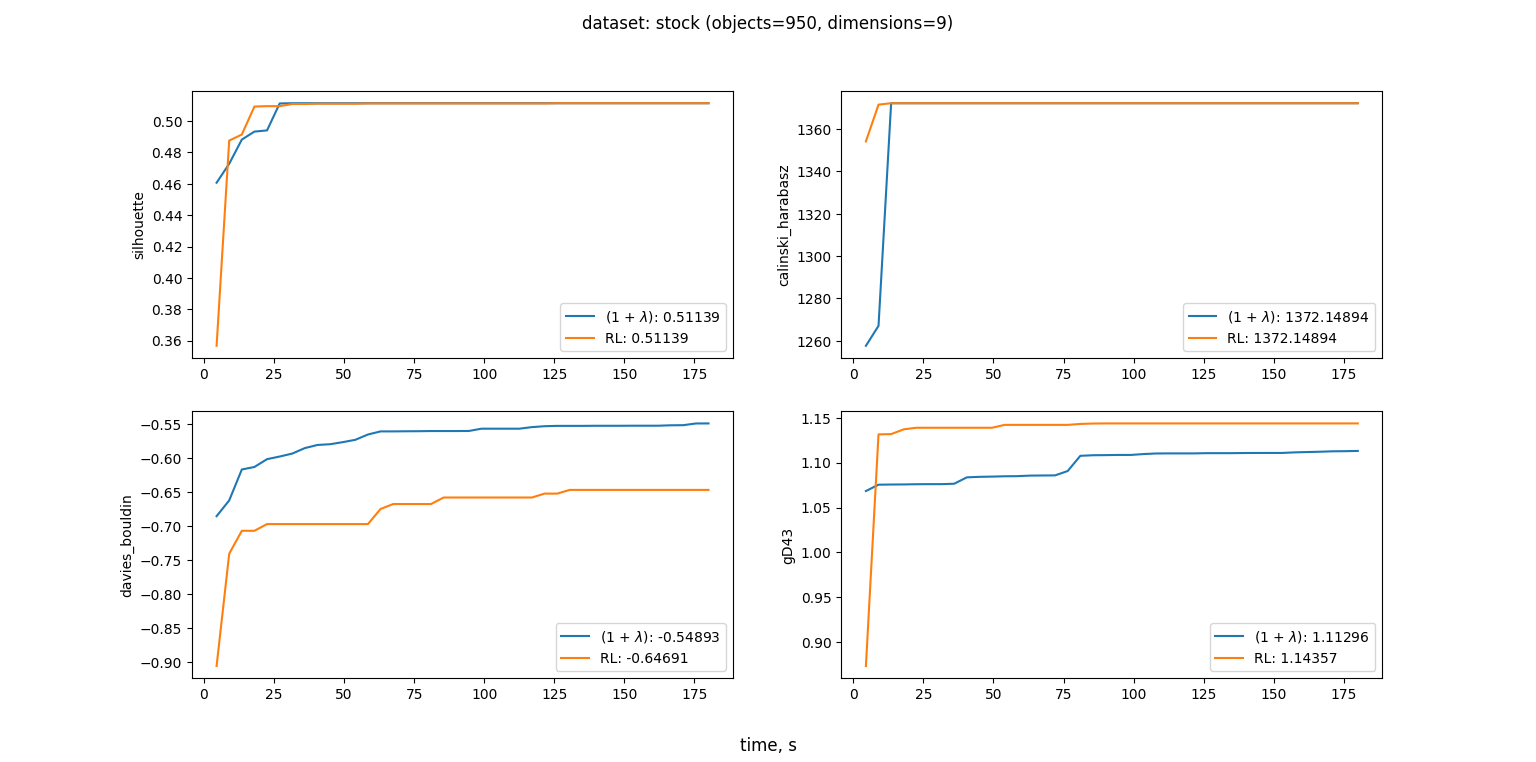 dataset: stock (objects=950, dimensions=9)
silhouette
0.50
0.48
0.46
0.44
0.42
0.40
0.38
0.36
0 25 50 75 100 125 150 175
(1 + λ): 0.51139
RL: 0.51139
calinski_harabasz
1360
1340
1320
1300
1280
1260
0 25 50 75 100 125 150 175
(1 + λ): 1372.14894
RL: 1372.14894
davies_bouldin
−0.55
−0.60
−0.65
−0.70
−0.75
−0.80
−0.85
−0.90
0 25 50 75 100 125 150 175
(1 + λ): -0.54893
RL: -0.64691
gD43
1.15
1.10
1.05
1.00
0.95
0.90
0 25 50 75 100 125 150 175
(1 + λ): 1.11296
RL: 1.14357
time, s